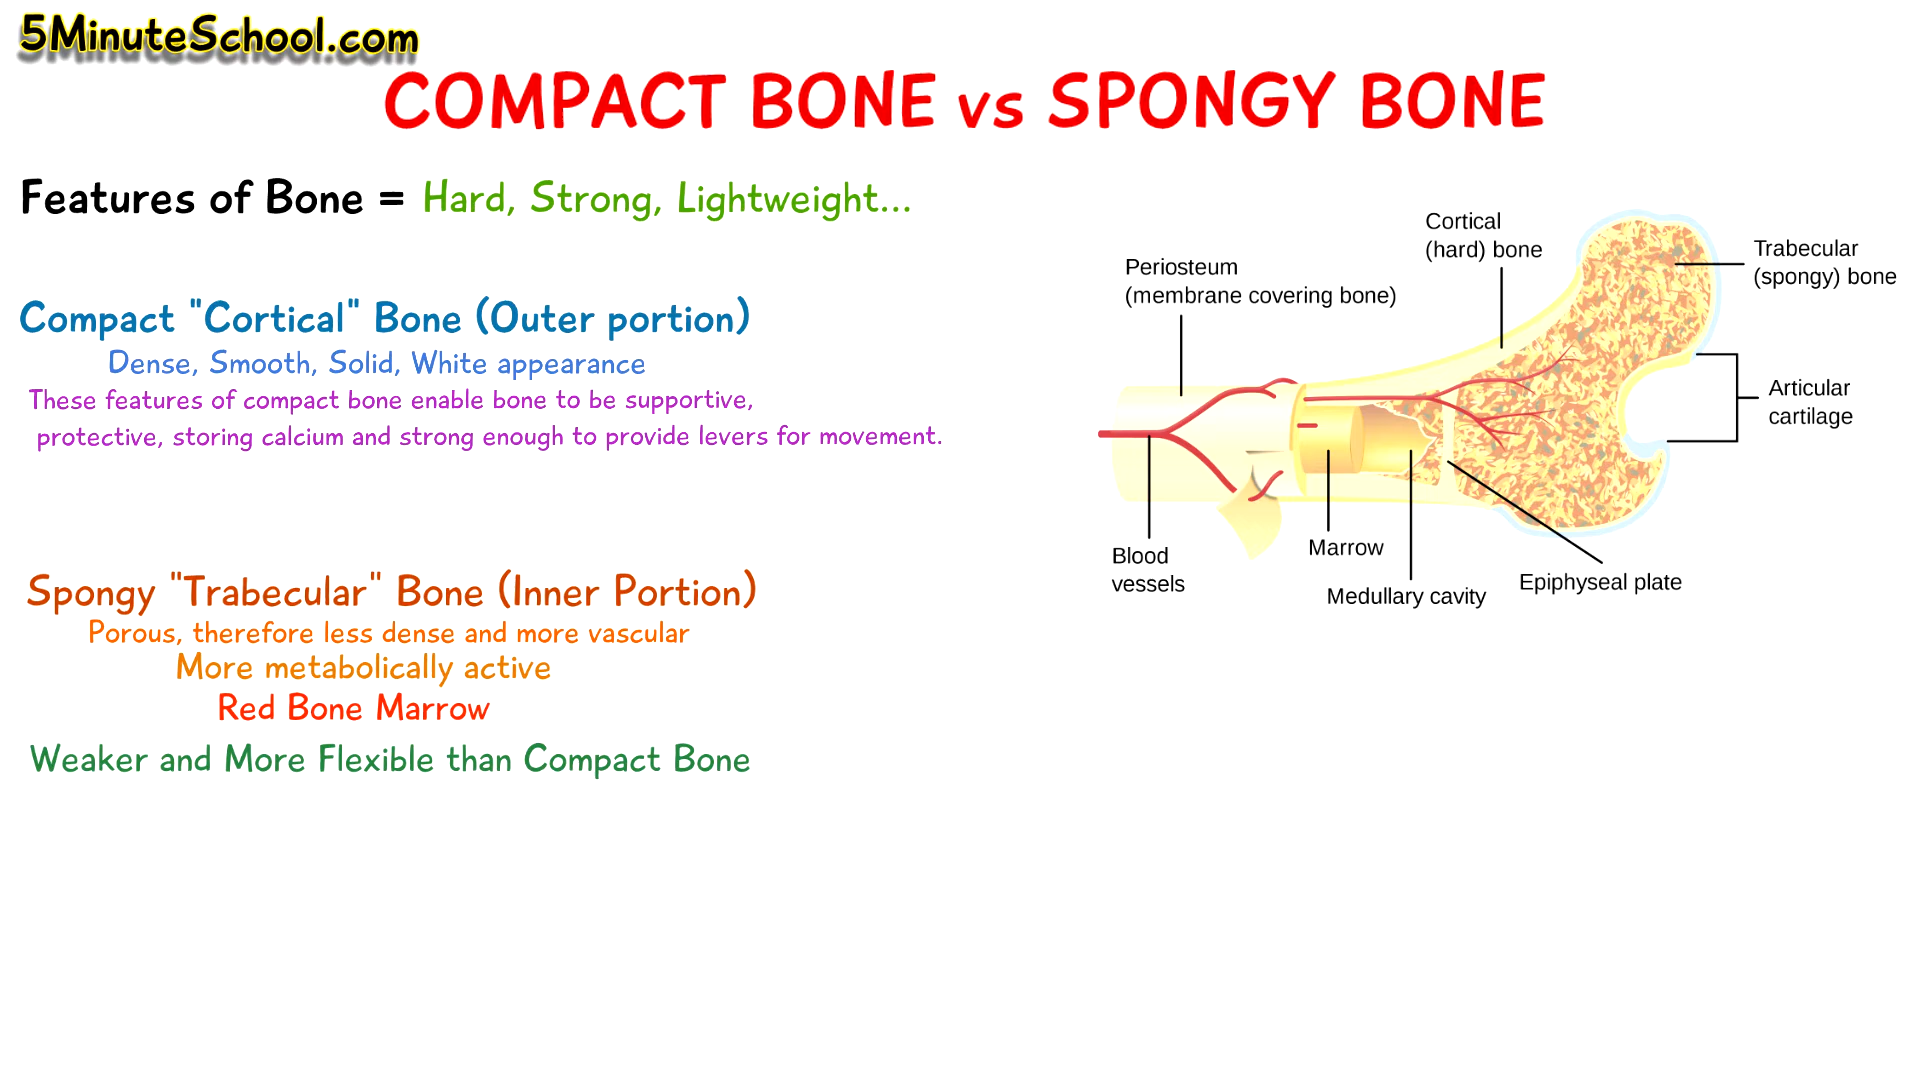 5MinuteSchool.com
COMPACT BONE vs SPONGY BONE
Features of Bone = Hard, Strong, Lightweight...
Compact "Cortical" Bone (Outer portion)
Dense, Smooth, Solid, White appearance
These features of compact bone enable bone to be supportive,
protective, storing calcium and strong enough to provide levers for movement.
Spongy "Trabecular" Bone (Inner Portion)
Porous, therefore less dense and more vascular
More metabolically active
Red Bone Marrow
Weaker and More Flexible than Compact Bone
Cortical
(hard) bone
Trabecular
(spongy) bone
Periosteum
(membrane covering bone)
Articular
cartilage
Blood
vessels
Marrow
Medullary cavity
Epiphyseal plate